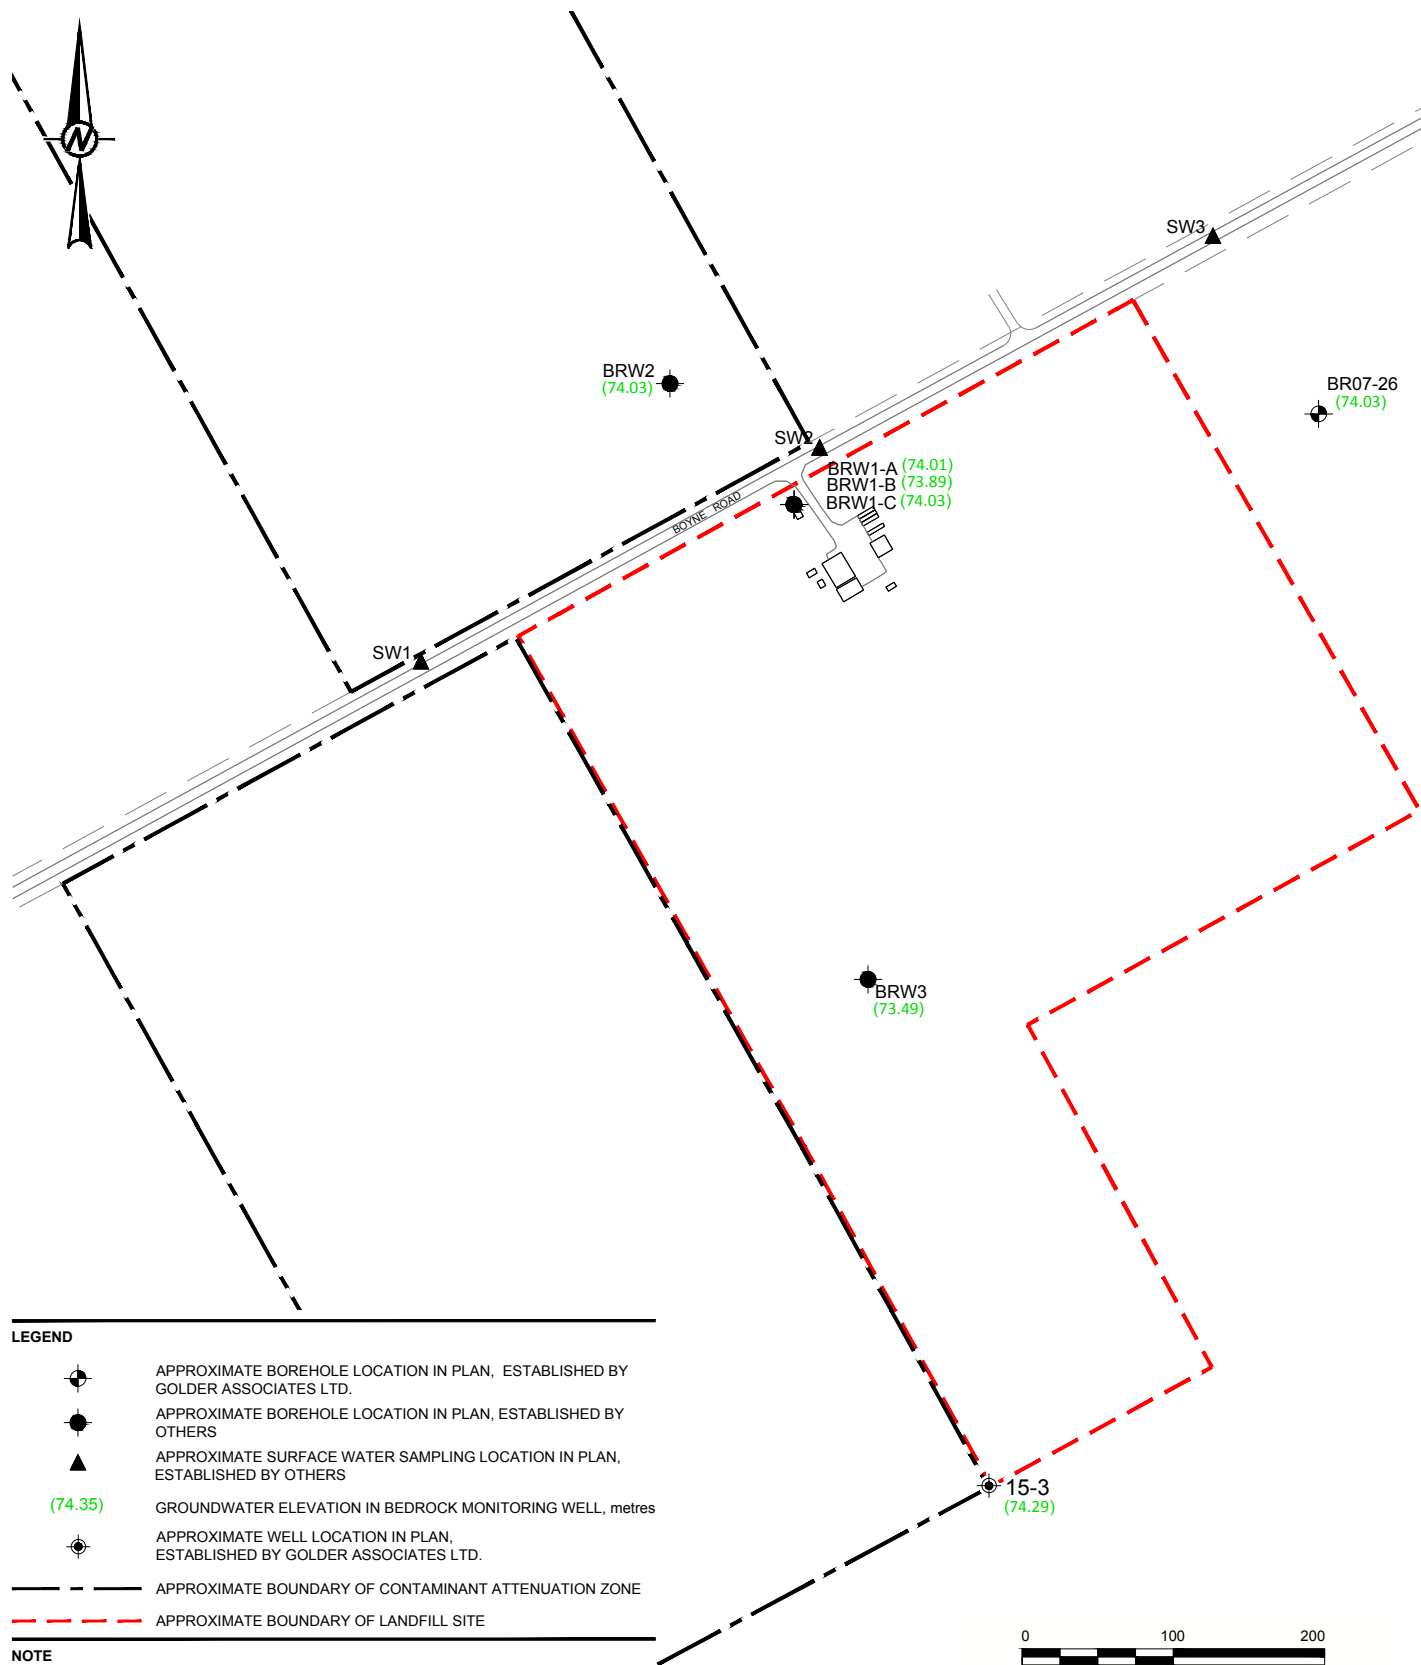 N
SW3
BRW2
(74.03)
BR07-26
(74.03)
SW2
BRW1-A (74.01)
BRW1-B (73.89)
BRW1-C (74.03)
BOYNE ROAD
SW1
BRW3
(73.49)
15-3
(74.29)
LEGEND
APPROXIMATE BOREHOLE LOCATION IN PLAN, ESTABLISHED BY
GOLDER ASSOCIATES LTD.
APPROXIMATE BOREHOLE LOCATION IN PLAN, ESTABLISHED BY
OTHERS
APPROXIMATE SURFACE WATER SAMPLING LOCATION IN PLAN,
ESTABLISHED BY OTHERS
(74.35) GROUNDWATER ELEVATION IN BEDROCK MONITORING WELL, metres
APPROXIMATE WELL LOCATION IN PLAN,
ESTABLISHED BY GOLDER ASSOCIATES LTD.
APPROXIMATE BOUNDARY OF CONTAMINANT ATTENUATION ZONE
APPROXIMATE BOUNDARY OF LANDFILL SITE
NOTE
0 100 200